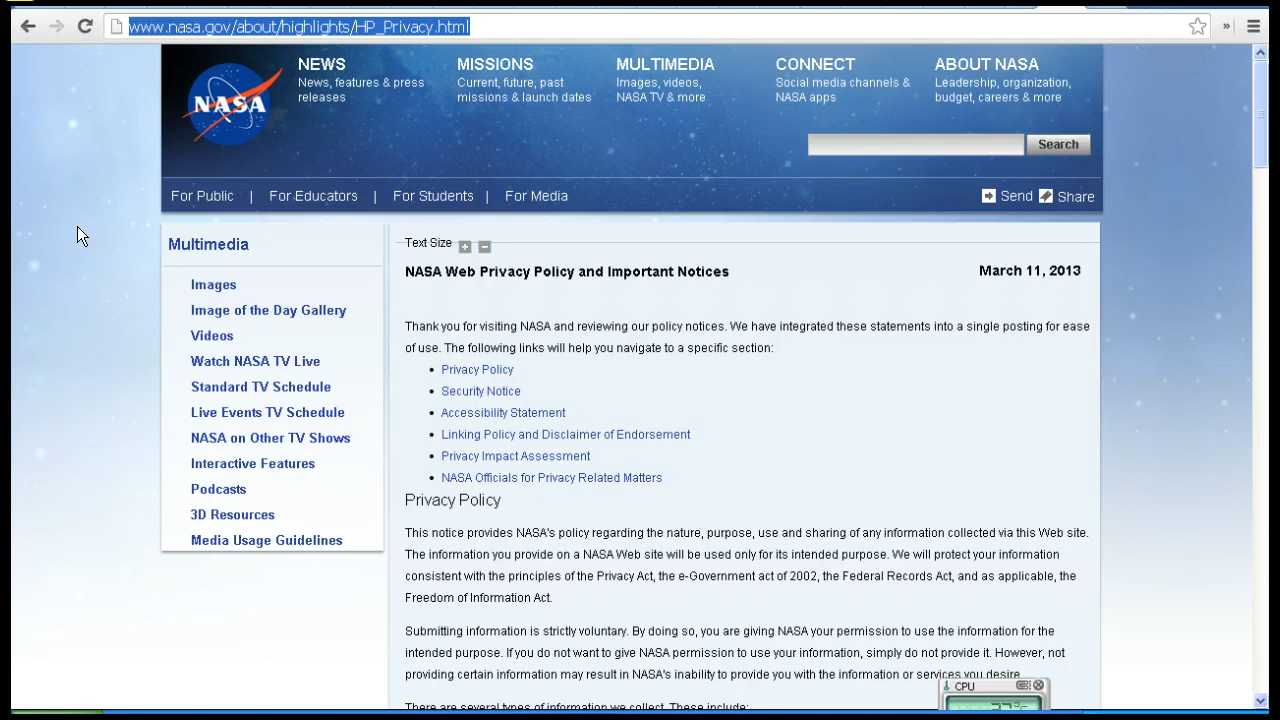 www.nasa.gov/about/highlights/HP_Privacy.html
»
NASA
NEWS
News, features & press
releases
MISSIONS
Current, future, past
missions & launch dates
MULTIMEDIA
Images, videos,
NASA TV & more
CONNECT
Social media channels &
NASA apps
ABOUT NASA
Leadership, organization,
budget, careers & more
Search
For Public | For Educators | For Students | For Media
Send Share
Multimedia
Images
Image of the Day Gallery
Videos
Watch NASA TV Live
Standard TV Schedule
Live Events TV Schedule
NASA on Other TV Shows
Interactive Features
Podcasts
3D Resources
Media Usage Guidelines
Text Size + -
NASA Web Privacy Policy and Important Notices March 11, 2013
Thank you for visiting NASA and reviewing our policy notices. We have integrated these statements into a single posting for ease
of use. The following links will help you navigate to a specific section:
• Privacy Policy
• Security Notice
• Accessibility Statement
• Linking Policy and Disclaimer of Endorsement
• Privacy Impact Assessment
• NASA Officials for Privacy Related Matters
Privacy Policy
This notice provides NASA's policy regarding the nature, purpose, use and sharing of any information collected via this Web site.
The information you provide on a NASA Web site will be used only for its intended purpose. We will protect your information
consistent with the principles of the Privacy Act, the e-Government act of 2002, the Federal Records Act, and as applicable, the
Freedom of Information Act.
Submitting information is strictly voluntary. By doing so, you are giving NASA your permission to use the information for the
intended purpose. If you do not want to give NASA permission to use your information, simply do not provide it. However, not
providing certain information may result in NASA's inability to provide you with the information or services you desire.
There are several types of information we collect. These include:
CPU